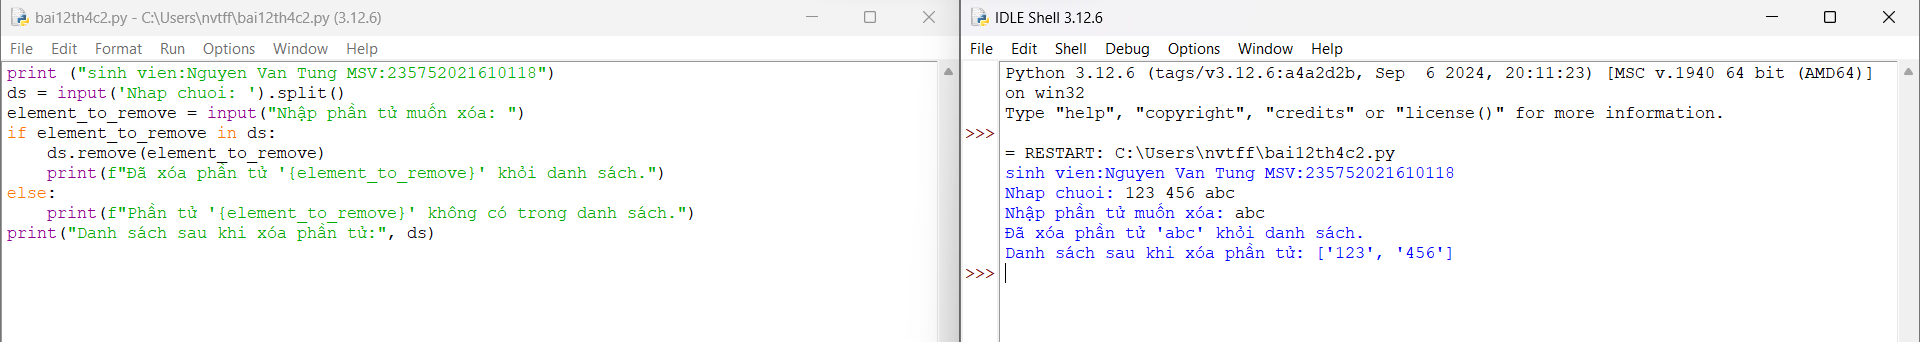 bai12th4c2.py - C:\Users\nvtff\bai12th4c2.py (3.12.6)
File Edit Format Run Options Window Help
print ("sinh vien:Nguyen Van Tung MSV:235752021610118")
ds = input('Nhap chuoi: ').split()
element_to_remove = input("Nhập phần tử muốn xóa: ")
if element_to_remove in ds:
    ds.remove(element_to_remove)
    print(f"Đã xóa phần tử '{element_to_remove}' khỏi danh sách.")
else:
    print(f"Phần tử '{element_to_remove}' không có trong danh sách.")
print("Danh sách sau khi xóa phần tử:", ds)
IDLE Shell 3.12.6
File Edit Shell Debug Options Window Help
Python 3.12.6 (tags/v3.12.6:a4a2d2b, Sep  6 2024, 20:11:23) [MSC v.1940 64 bit (AMD64)]
on win32
Type "help", "copyright", "credits" or "license()" for more information.
>>>
= RESTART: C:\Users\nvtff\bai12th4c2.py
sinh vien:Nguyen Van Tung MSV:235752021610118
Nhap chuoi: 123 456 abc
Nhập phần tử muốn xóa: abc
Đã xóa phần tử 'abc' khỏi danh sách.
Danh sách sau khi xóa phần tử: ['123', '456']
>>>